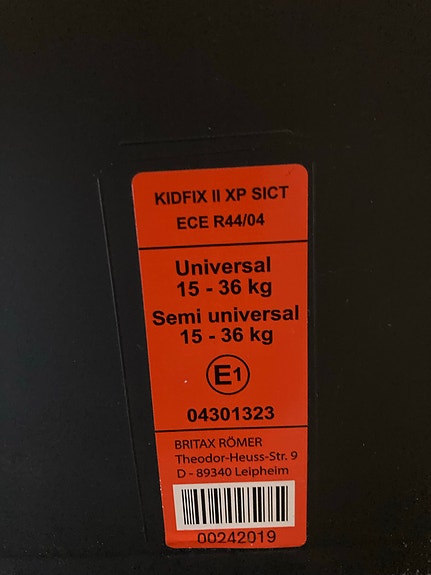 KIDFIX II XP SICT
ECE R44/04
Universal
15 - 36 kg
Semi universal
15 - 36 kg
E1
04301323
BRITAX RÖMER
Theodor-Heuss-Str. 9
D - 89340 Leipheim
00242019